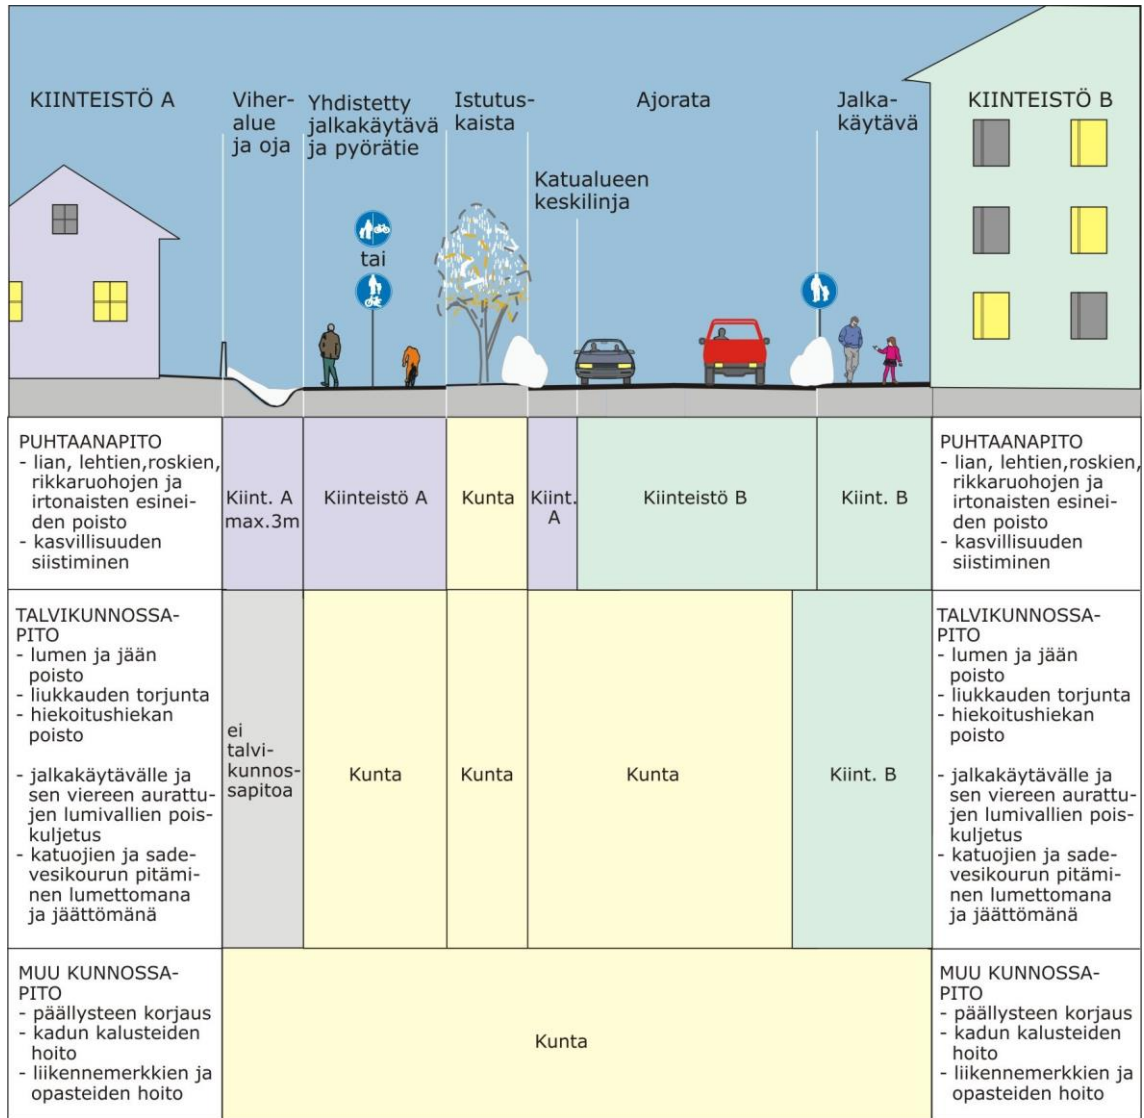 KIINTEISTÖ A
Viher-
alue
ja oja
Yhdistetty
jalkakäytävä
ja pyörätie
Istutus-
kaista
Ajorata
Jalka-
käytävä
KIINTEISTÖ B
Katualueen
keskilinja
tai
PUHTAANAPITO
- lian, lehtien,roskien,
rikkaruohojen ja
irtonaisten esinei-
den poisto
- kasvillisuuden
siistiminen
Kiint. A
max.3m
Kiinteistö A
Kunta
Kiint.
A
Kiinteistö B
Kiint. B
PUHTAANAPITO
- lian, lehtien,roskien,
rikkaruohojen ja
irtonaisten esinei-
den poisto
- kasvillisuuden
siistiminen
TALVIKUNNOSSA-
PITO
- lumen ja jään
poisto
- liukkauden torjunta
- hiekoitushiekan
poisto
- jalkakäytävälle ja
sen viereen aurattu-
jen lumivallien pois-
kuljetus
- katuojien ja sade-
vesikourun pitämi-
nen lumettomana
ja jäättömänä
ei
talvi-
kunnos-
sapitoa
Kunta
Kunta
Kunta
Kiint. B
TALVIKUNNOSSA-
PITO
- lumen ja jään
poisto
- liukkauden torjunta
- hiekoitushiekan
poisto
- jalkakäytävälle ja
sen viereen aurattu-
jen lumivallien pois-
kuljetus
- katuojien ja sade-
vesikourun pitämi-
nen lumettomana
ja jäättömänä
MUU KUNNOSSA-
PITO
- päällysteen korjaus
- kadun kalusteiden
hoito
- liikennemerkkien ja
opasteiden hoito
Kunta
MUU KUNNOSSA-
PITO
- päällysteen korjaus
- kadun kalusteiden
hoito
- liikennemerkkien ja
opasteiden hoito